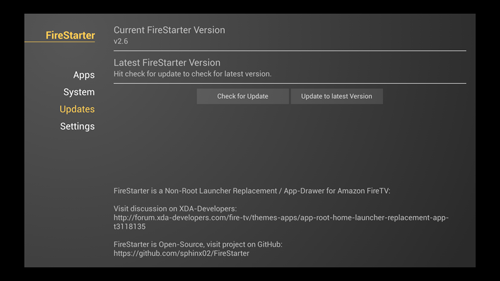 FireStarter
Apps
System
Updates
Settings
Current FireStarter Version
v2.6
Latest FireStarter Version
Hit check for update to check for latest version.
Check for Update
Update to latest Version
FireStarter is a Non-Root Launcher Replacement / App-Drawer for Amazon FireTV:
Visit discussion on XDA-Developers:
http://forum.xda-developers.com/fire-tv/themes-apps/app-root-home-launcher-replacement-app-
t3118135
FireStarter is Open-Source, visit project on GitHub:
https://github.com/sphinx02/FireStarter